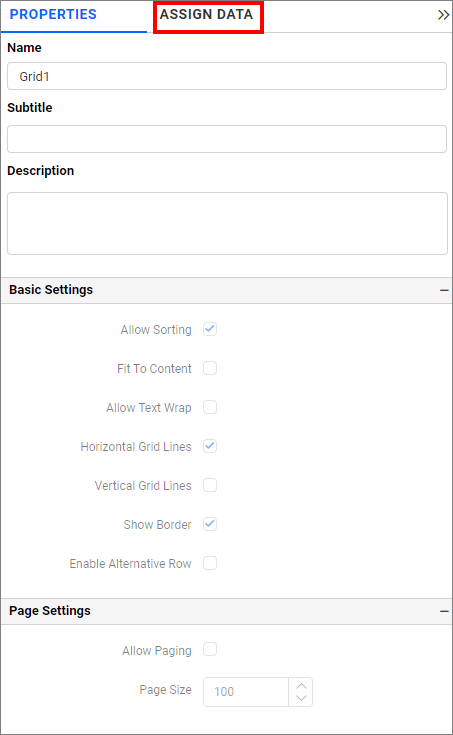 PROPERTIES ASSIGN DATA
Name
Grid1
Subtitle
Description
Basic Settings
Allow Sorting
Fit To Content
Allow Text Wrap
Horizontal Grid Lines
Vertical Grid Lines
Show Border
Enable Alternative Row
Page Settings
Allow Paging
Page Size 100